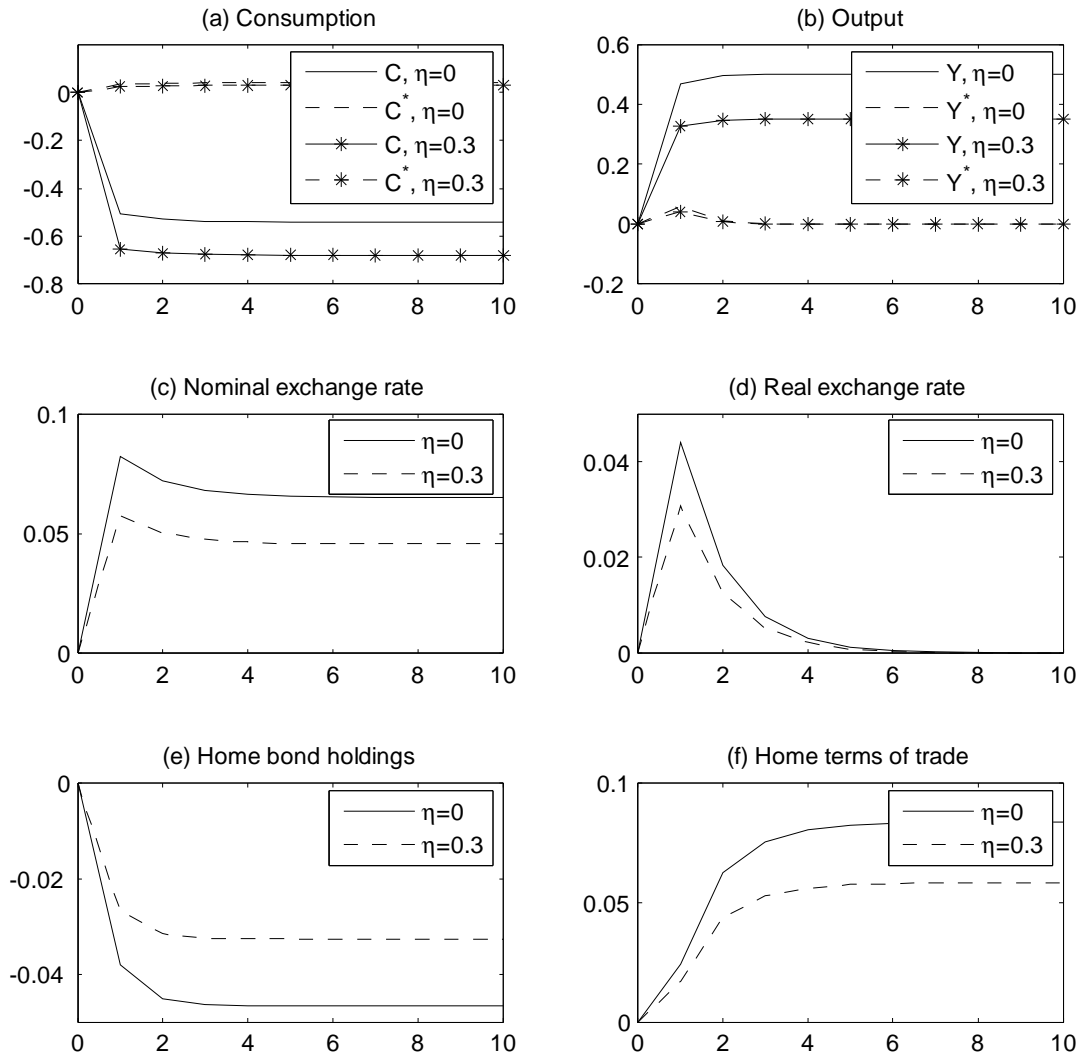 (a) Consumption
0
-0.2
-0.4
-0.6
-0.8
0 2 4 6 8 10
C, η=0
C*, η=0
C, η=0.3
C*, η=0.3
(b) Output
0.6
0.4
0.2
0
-0.2
0 2 4 6 8 10
Y, η=0
Y*, η=0
Y, η=0.3
Y*, η=0.3
(c) Nominal exchange rate
0.1
0.05
0
0 2 4 6 8 10
η=0
η=0.3
(d) Real exchange rate
0.04
0.02
0
0 2 4 6 8 10
η=0
η=0.3
(e) Home bond holdings
0
-0.02
-0.04
0 2 4 6 8 10
η=0
η=0.3
(f) Home terms of trade
0.1
0.05
0
0 2 4 6 8 10
η=0
η=0.3